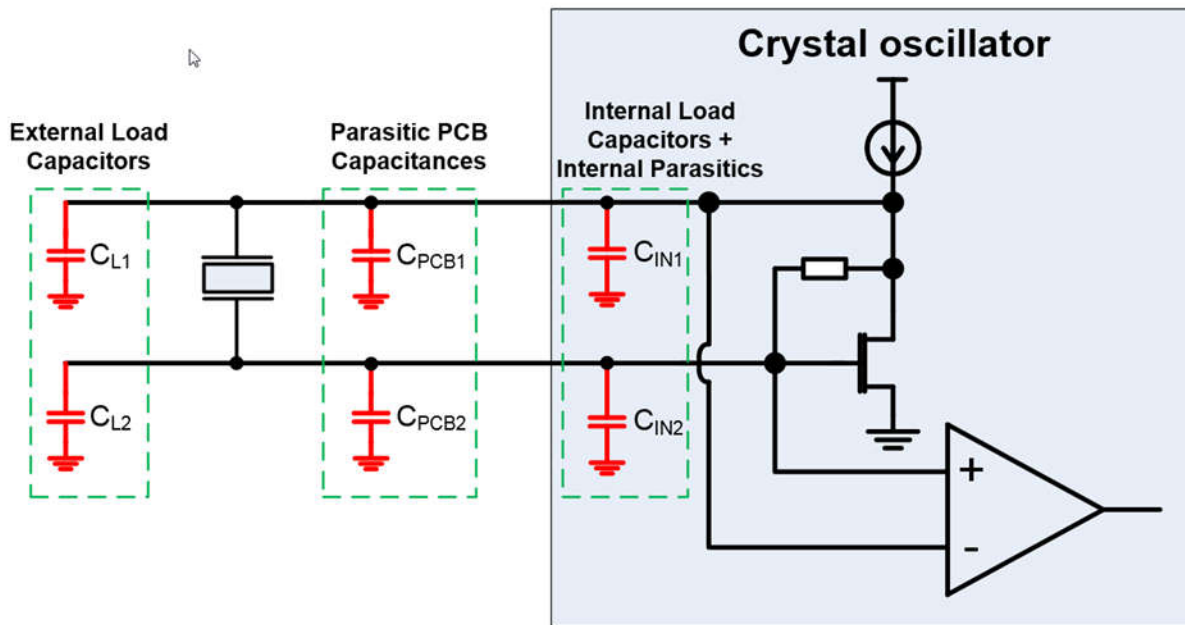 Crystal oscillator
External Load
Capacitors
Parasitic PCB
Capacitances
Internal Load
Capacitors +
Internal Parasitics
CL1
CPCB1
CIN1
CL2
CPCB2
CIN2
+
-